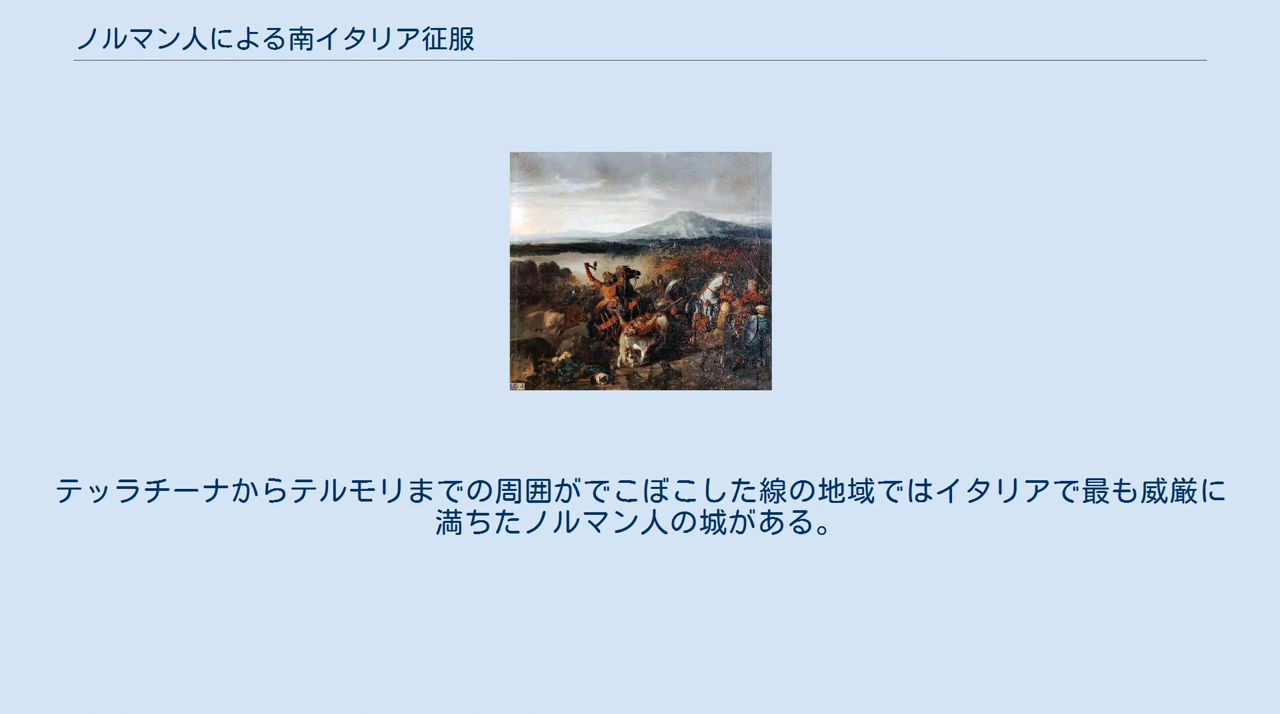 ノルマン人による南イタリア征服
テッラチーナからテルモリまでの周囲がでこぼこした線の地域ではイタリアで最も威厳に
満ちたノルマン人の城がある。